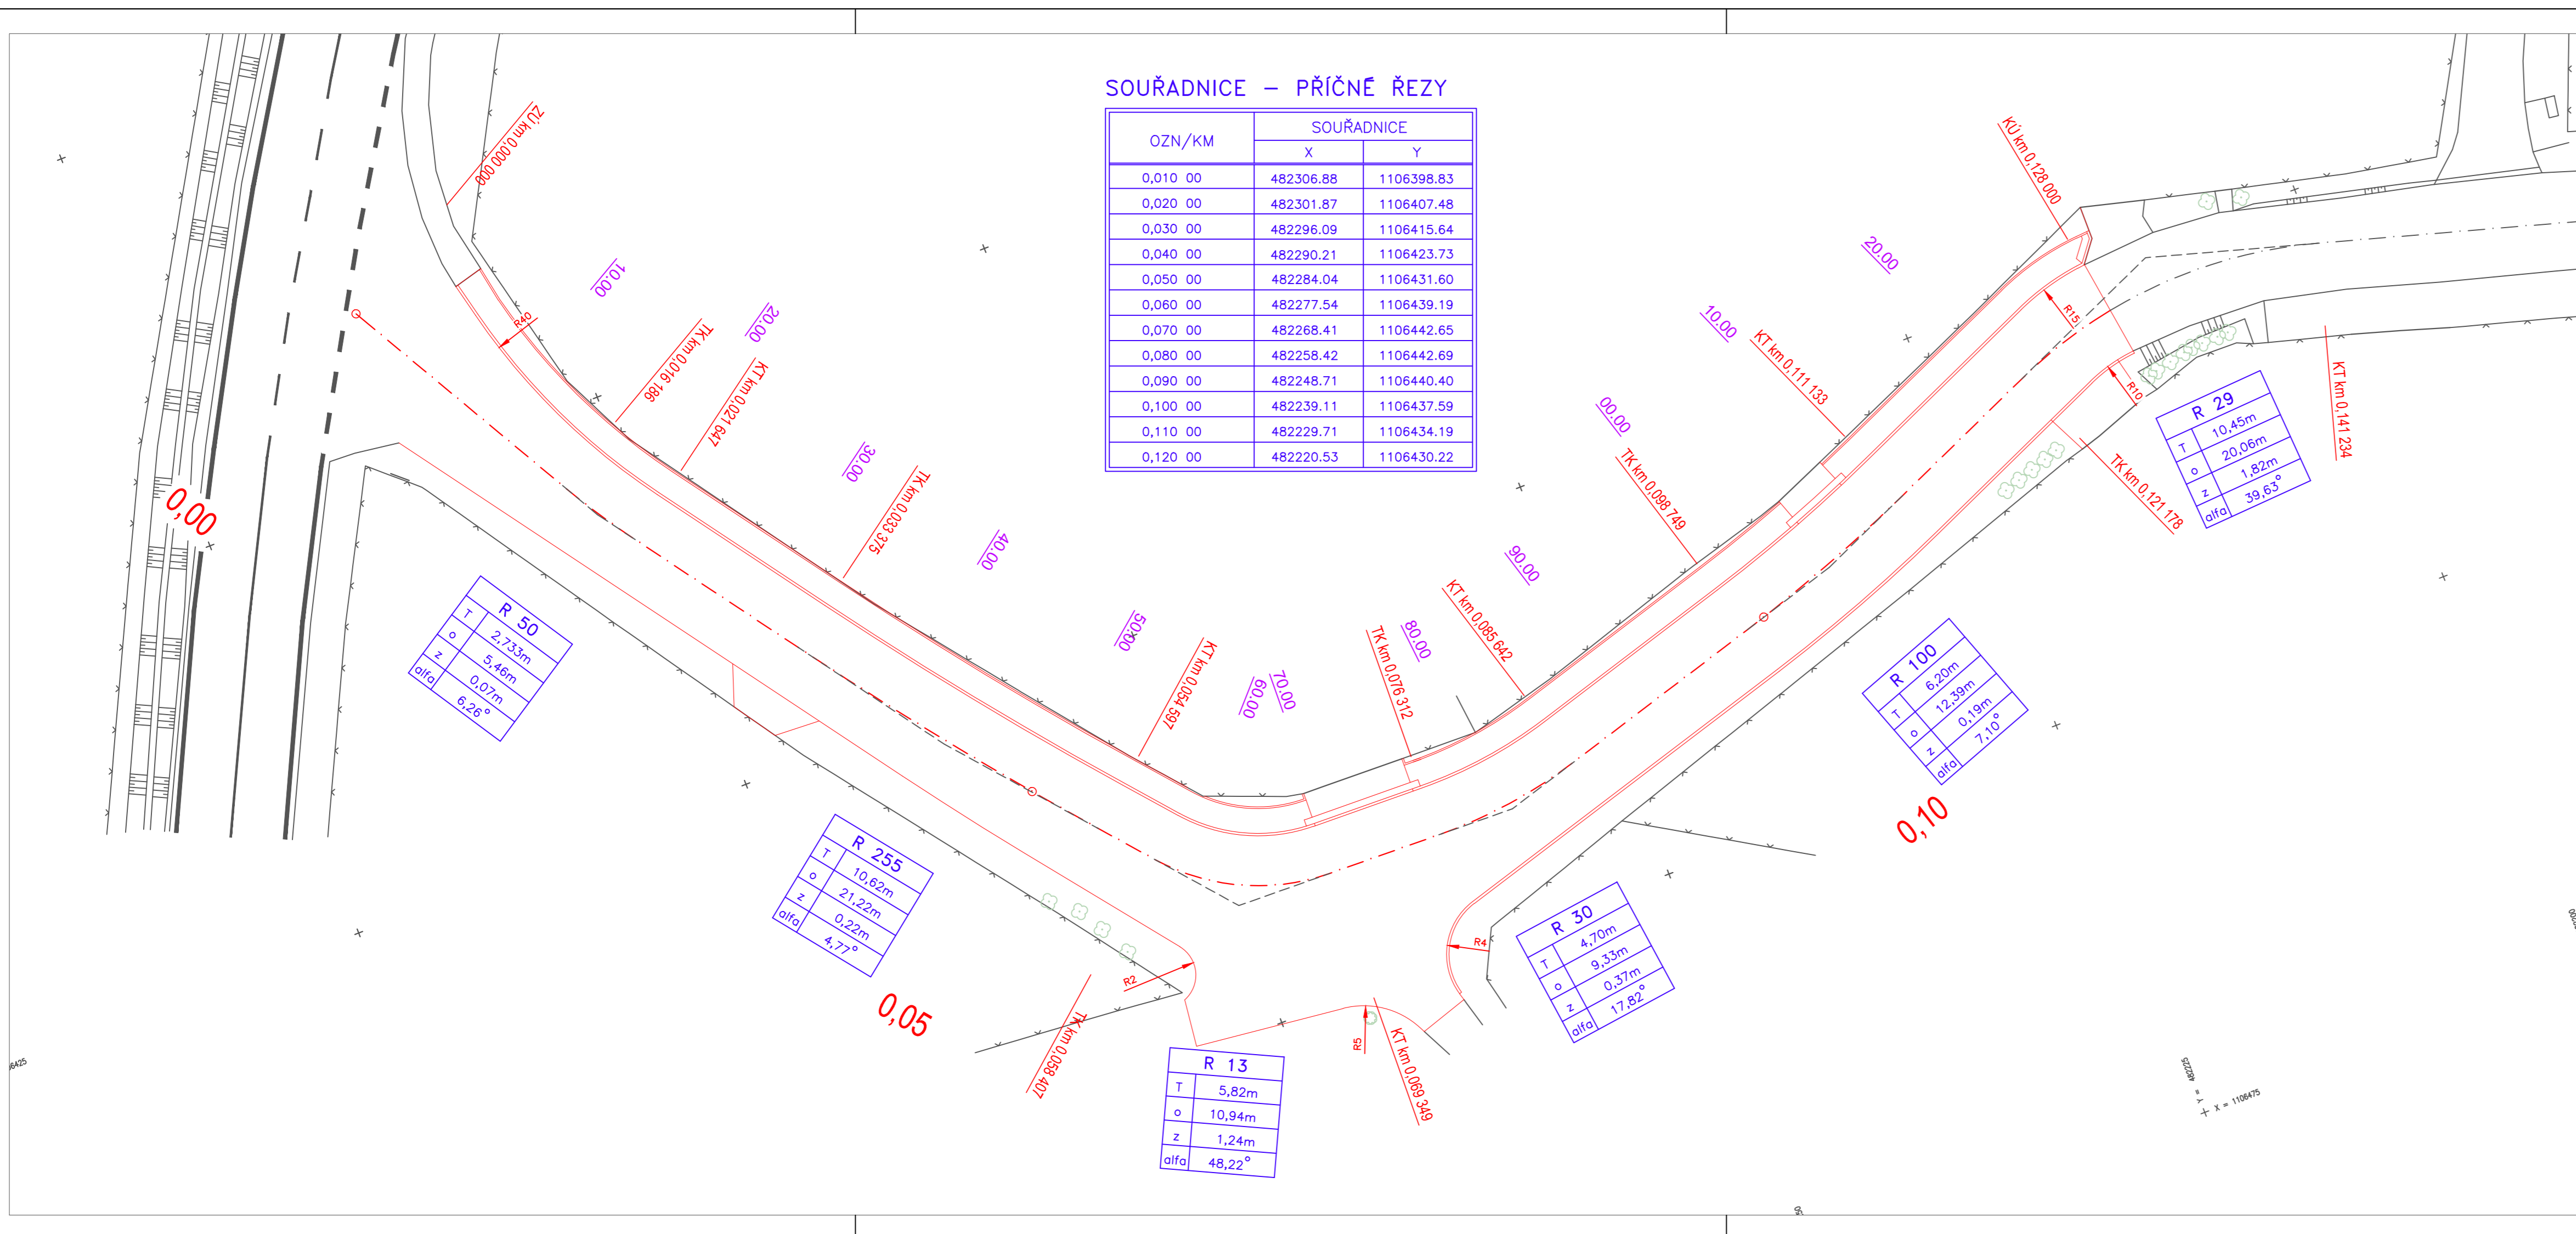 SOUŘADNICE – PŘÍČNÉ ŘEZY
OZN/KM SOUŘADNICE
X Y
0,010 00 482306.88 1106398.83
0,020 00 482301.87 1106407.48
0,030 00 482296.09 1106415.64
0,040 00 482290.21 1106423.73
0,050 00 482284.04 1106431.60
0,060 00 482277.54 1106439.19
0,070 00 482268.41 1106442.65
0,080 00 482258.42 1106442.69
0,090 00 482248.71 1106440.40
0,100 00 482239.11 1106437.59
0,110 00 482229.71 1106434.19
0,120 00 482220.53 1106430.22
ZÚ km 0,000 000
10.00
R40
TK km 0,016 186
20.00
KT km 0,021 647
30.00
TK km 0,033 375
40.00
50.00
KT km 0,054 597
60.00
70.00
TK km 0,076 312
80.00
KT km 0,085 642
90.00
TK km 0,098 749
00.00
10.00
KT km 0,111 133
20.00
KÚ km 0,128 000
R15
R10
TK km 0,121 178
KT km 0,141 234
0,00
R 50
T 2,733m
o 5,46m
z 0,07m
alfa 6,26°
R 255
T 10,62m
o 21,22m
z 0,22m
alfa 4,77°
0,05
TK km 0,058 407
R2
R 13
T 5,82m
o 10,94m
z 1,24m
alfa 48,22°
R5
KT km 0,069 349
R4
R 30
T 4,70m
o 9,33m
z 0,37m
alfa 17,82°
R 100
T 6,20m
o 12,39m
z 0,19m
alfa 7,10°
0,10
R 29
T 10,45m
o 20,06m
z 1,82m
alfa 39,63°
Y = 482225
X = 1106475